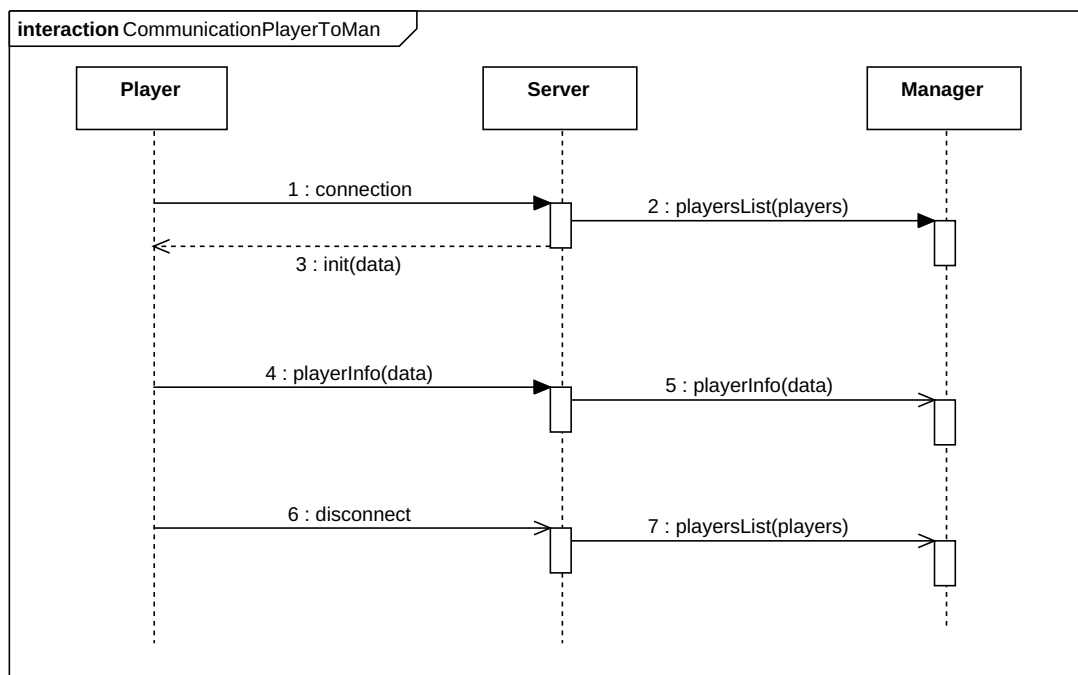 interaction CommunicationPlayerToMan
Player
Server
Manager
1 : connection
2 : playersList(players)
3 : init(data)
4 : playerInfo(data)
5 : playerInfo(data)
6 : disconnect
7 : playersList(players)